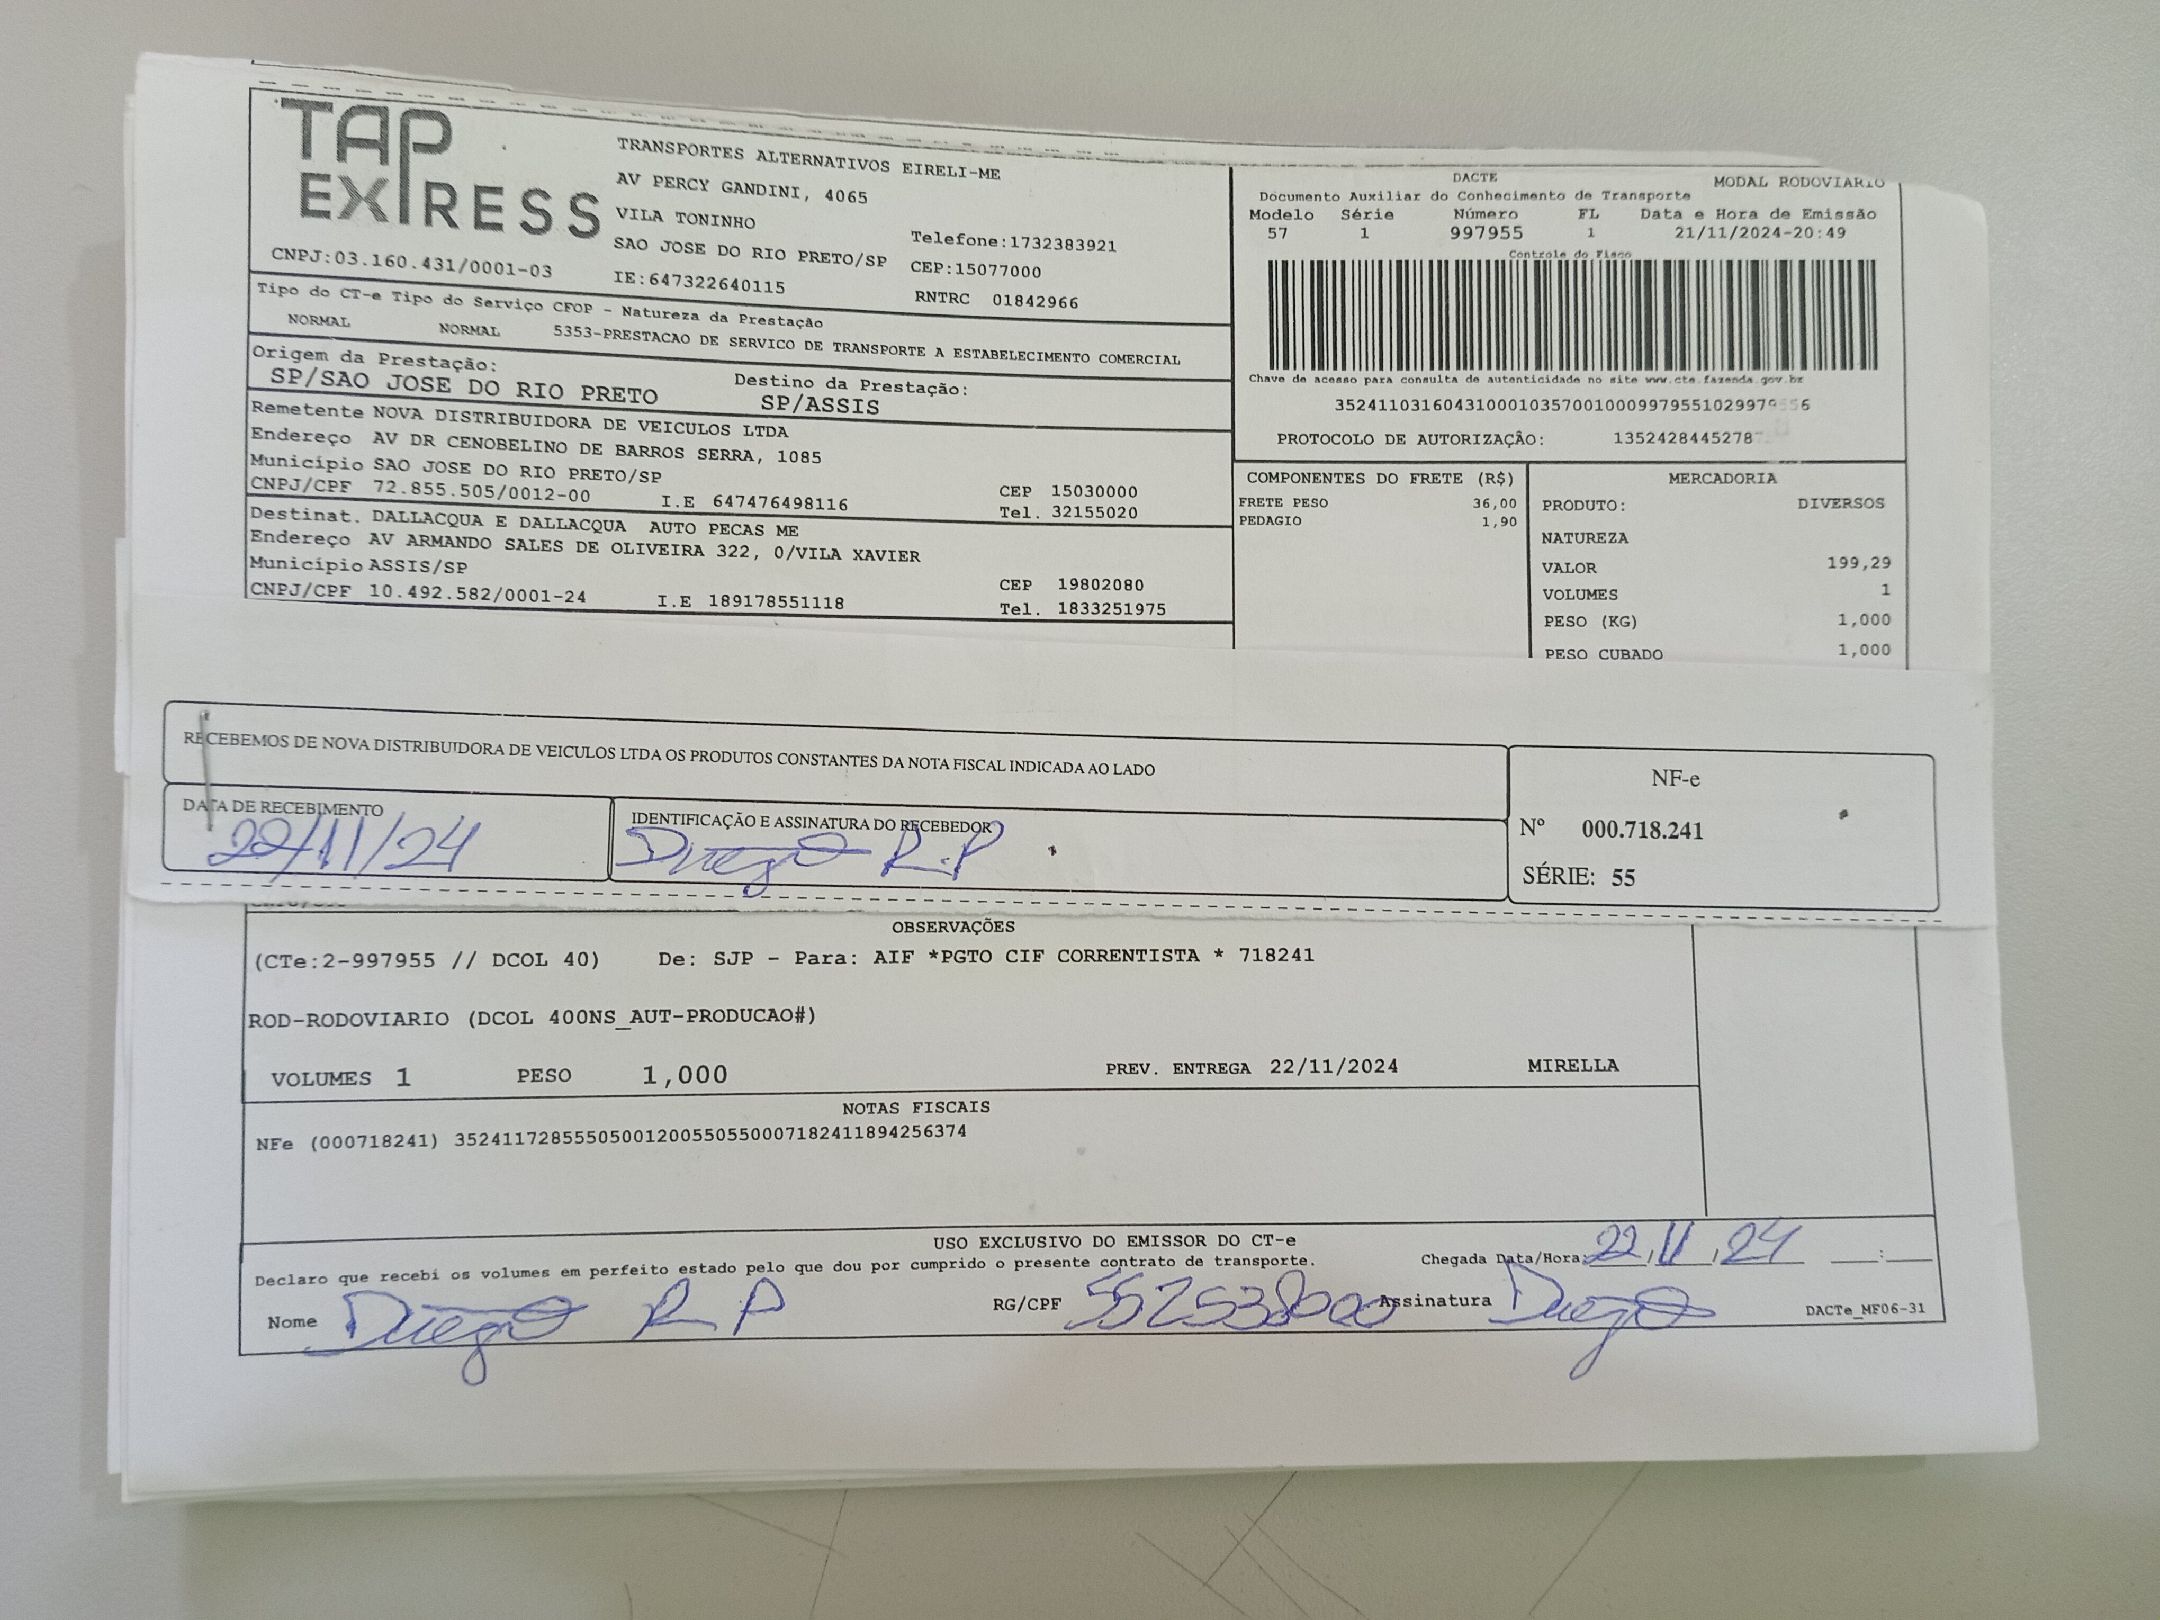 TAP
EXPRESS
CNPJ:03.160.431/0001-03
TRANSPORTES ALTERNATIVOS EIRELI-ME
AV PERCY GANDINI, 4065
VILA TONINHO
SAO JOSE DO RIO PRETO/SP
IE:647322640115
Telefone:1732383921
CEP:15077000
RNTRC 01842966
DACTE MODAL RODOVIARIO
Documento Auxiliar do Conhecimento de Transporte
Modelo Série Número FL Data e Hora de Emissão
57 1 997955 1 21/11/2024-20:49
Controle do Fisco
Chave de acesso para consulta de autenticidade no site www.cte.fazenda.gov.br
PROTOCOLO DE AUTORIZAÇÃO: 1352428445278
Tipo do CT-e Tipo do Serviço CFOP - Natureza da Prestação
NORMAL NORMAL 5353-PRESTACAO DE SERVICO DE TRANSPORTE A ESTABELECIMENTO COMERCIAL
Origem da Prestação: Destino da Prestação:
SP/SAO JOSE DO RIO PRETO SP/ASSIS
Remetente NOVA DISTRIBUIDORA DE VEICULOS LTDA
Endereço AV DR CENOBELINO DE BARROS SERRA, 1085
Município SAO JOSE DO RIO PRETO/SP CEP 15030000
CNPJ/CPF 72.855.505/0012-00 I.E 647476498116 Tel. 32155020
Destinat. DALLACQUA E DALLACQUA AUTO PECAS ME
Endereço AV ARMANDO SALES DE OLIVEIRA 322, 0/VILA XAVIER
Município ASSIS/SP CEP 19802080
CNPJ/CPF 10.492.582/0001-24 I.E 189178551118 Tel. 1833251975
COMPONENTES DO FRETE (R$)
FRETE PESO 36,00
PEDAGIO 1,90
MERCADORIA
PRODUTO: DIVERSOS
NATUREZA
VALOR 199,29
VOLUMES 1
PESO (KG) 1,000
PESO CUBADO 1,000
RECEBEMOS DE NOVA DISTRIBUIDORA DE VEICULOS LTDA OS PRODUTOS CONSTANTES DA NOTA FISCAL INDICADA AO LADO
DATA DE RECEBIMENTO
22/11/24
IDENTIFICAÇÃO E ASSINATURA DO RECEBEDOR
Diego R.P
NF-e
Nº 000.718.241
SÉRIE: 55
OBSERVAÇÕES
(CTe:2-997955 // DCOL 40) De: SJP - Para: AIF *PGTO CIF CORRENTISTA * 718241
ROD-RODOVIARIO (DCOL 400NS_AUT-PRODUCAO#)
VOLUMES 1 PESO 1,000 PREV. ENTREGA 22/11/2024 MIRELLA
NOTAS FISCAIS
NFe (000718241) 35241172855505001200550550007182411894256374
USO EXCLUSIVO DO EMISSOR DO CT-e
Declaro que recebi os volumes em perfeito estado pelo que dou por cumprido o presente contrato de transporte. Chegada Data/Hora: 22/11/24 :
Nome Diego R P RG/CPF Assinatura Diego DACTe_MF06-31